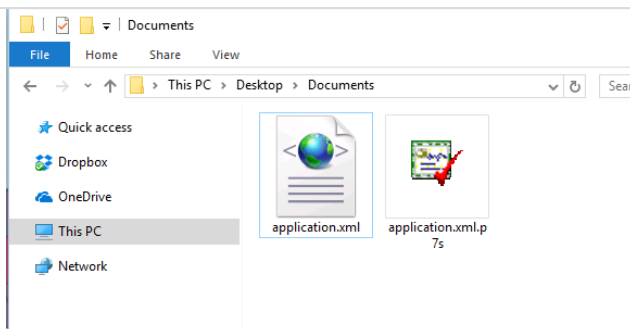 Documents
File Home Share View
This PC > Desktop > Documents
Quick access
Dropbox
OneDrive
This PC
Network
application.xml
application.xml.p
7s